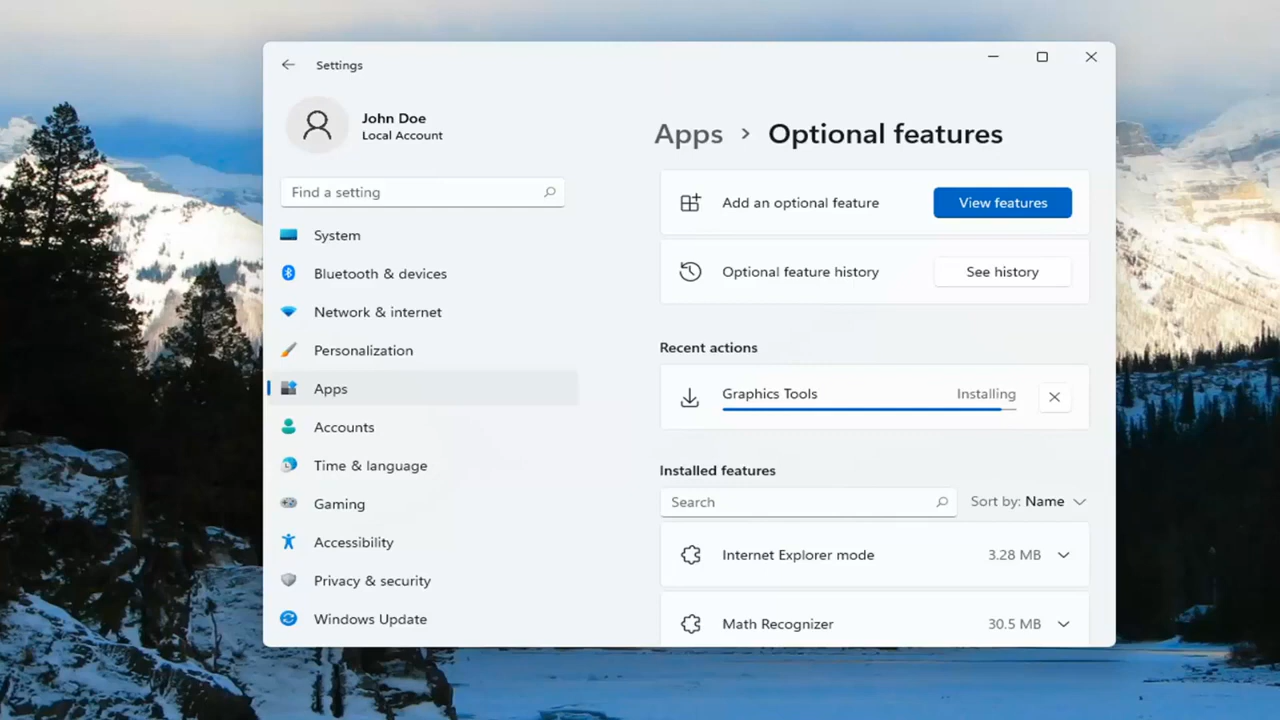 Settings
John Doe
Local Account
Find a setting
System
Bluetooth & devices
Network & internet
Personalization
Apps
Accounts
Time & language
Gaming
Accessibility
Privacy & security
Windows Update
Apps > Optional features
Add an optional feature View features
Optional feature history See history
Recent actions
Graphics Tools Installing
Installed features
Search Sort by: Name
Internet Explorer mode 3.28 MB
Math Recognizer 30.5 MB